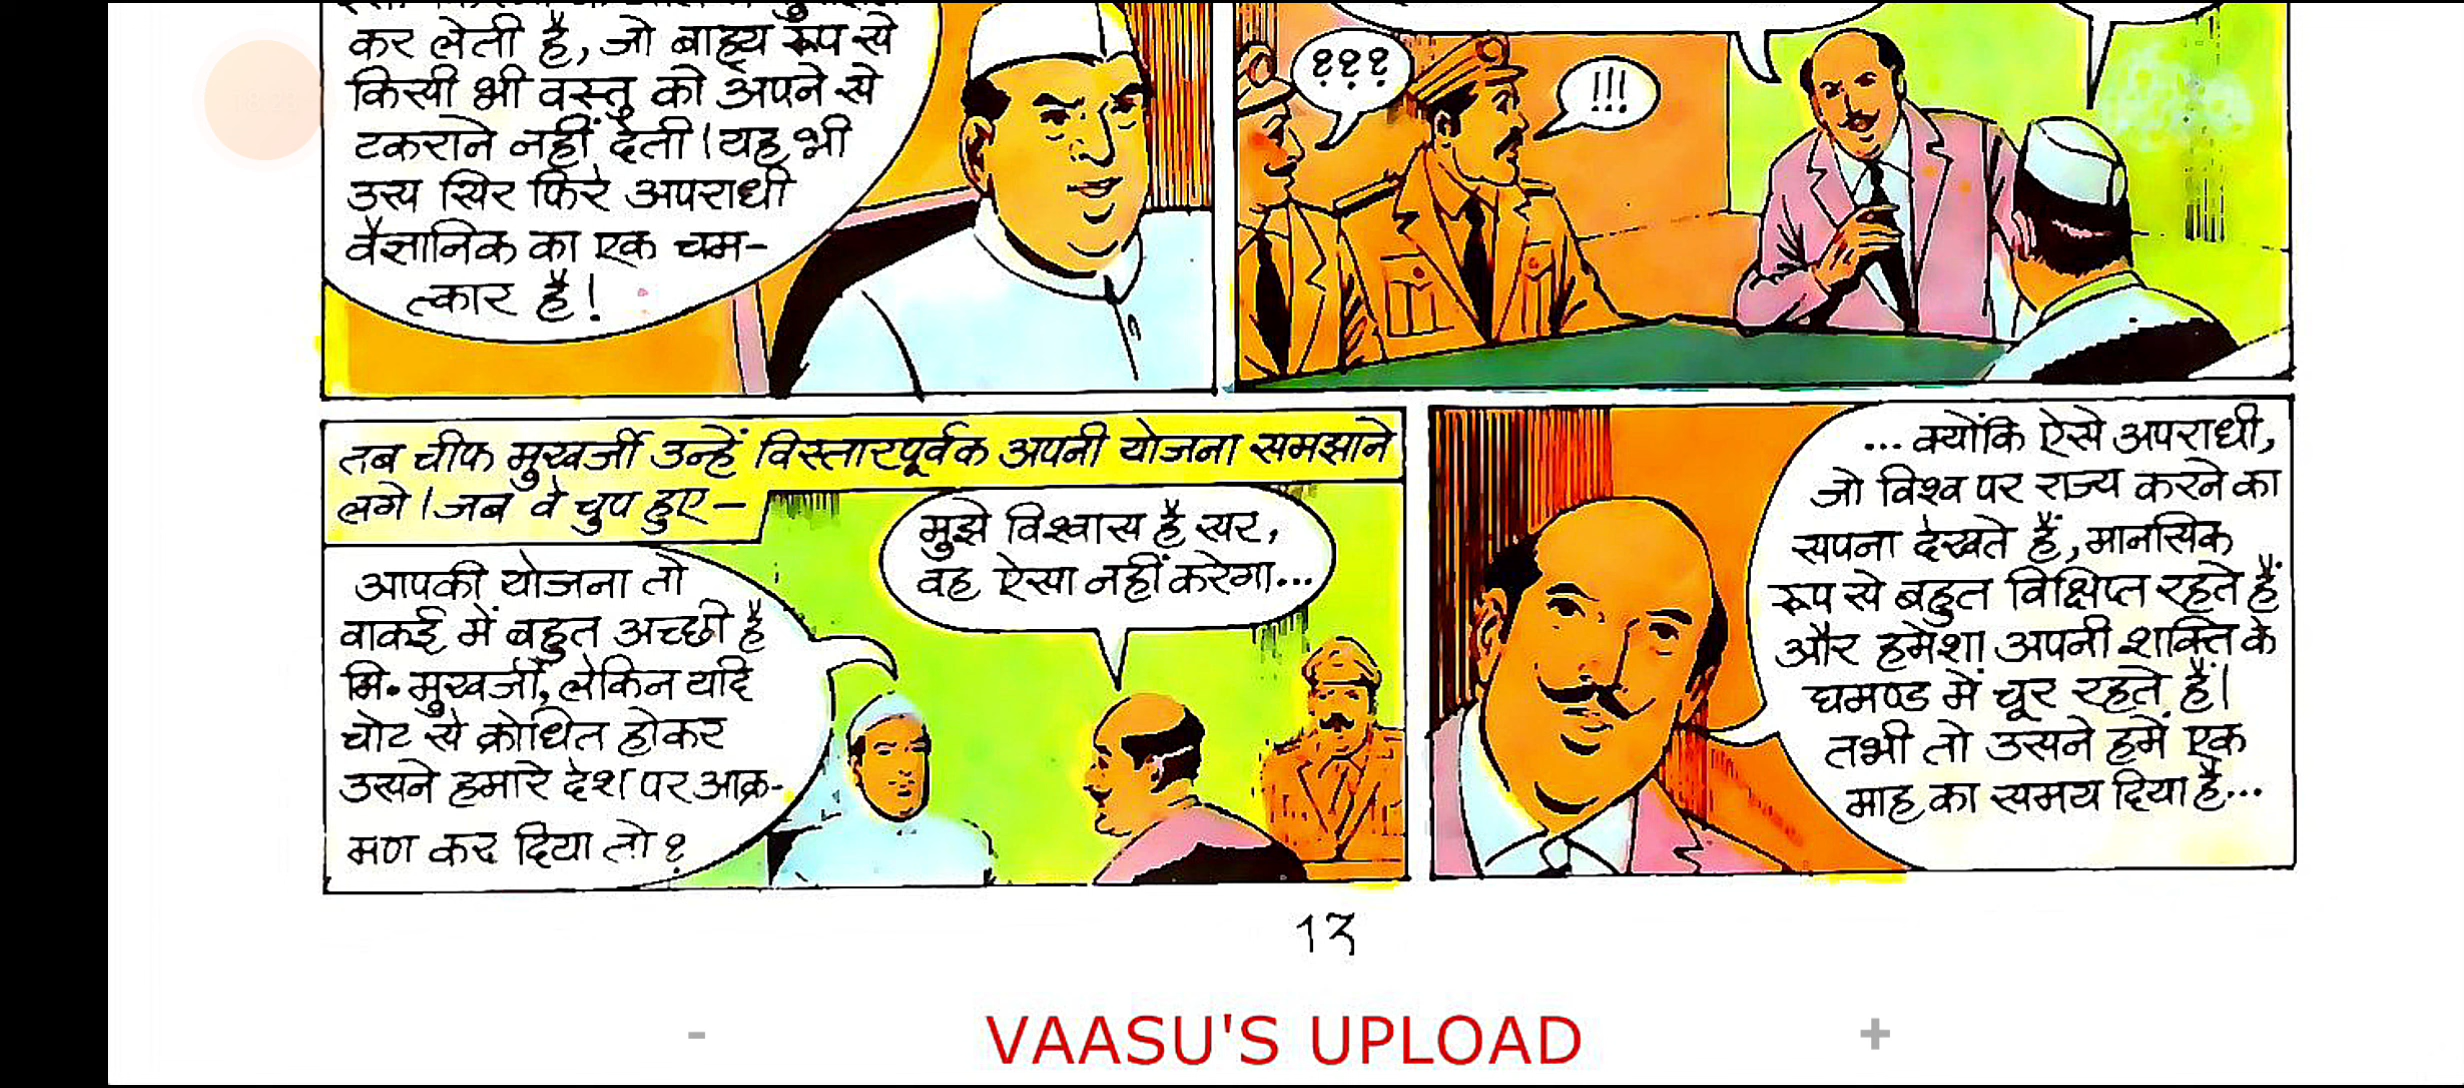 कर लेती है, जो बाह्य रूप से
किसी भी वस्तु को अपने से
टकराने नहीं देती। यह भी
उस सिर फिरे अपराधी
वैज्ञानिक का एक चम-
त्कार है!
???
!!!
तब चीफ मुखर्जी उन्हें विस्तारपूर्वक अपनी योजना समझाने
लगे। जब वे चुप हुए—
आपकी योजना तो
वाकई में बहुत अच्छी है
मि. मुखर्जी, लेकिन यदि
चोट से क्रोधित होकर
उसने हमारे देश पर आक्र-
मण कर दिया तो?
मुझे विश्वास है सर,
वह ऐसा नहीं करेगा...
...क्योंकि ऐसे अपराधी,
जो विश्व पर राज्य करने का
सपना देखते हैं, मानसिक
रूप से बहुत विक्षिप्त रहते हैं
और हमेशा अपनी शक्ति के
घमण्ड में चूर रहते हैं।
तभी तो उसने हमें एक
माह का समय दिया है...
13
- VAASU'S UPLOAD +